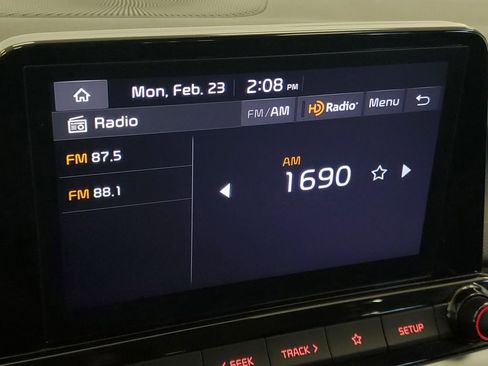 Mon, Feb. 23 2:08 PM
Radio FM/AM HD Radio Menu
FM 87.5
FM 88.1
AM
1690
< SEEK TRACK > SETUP